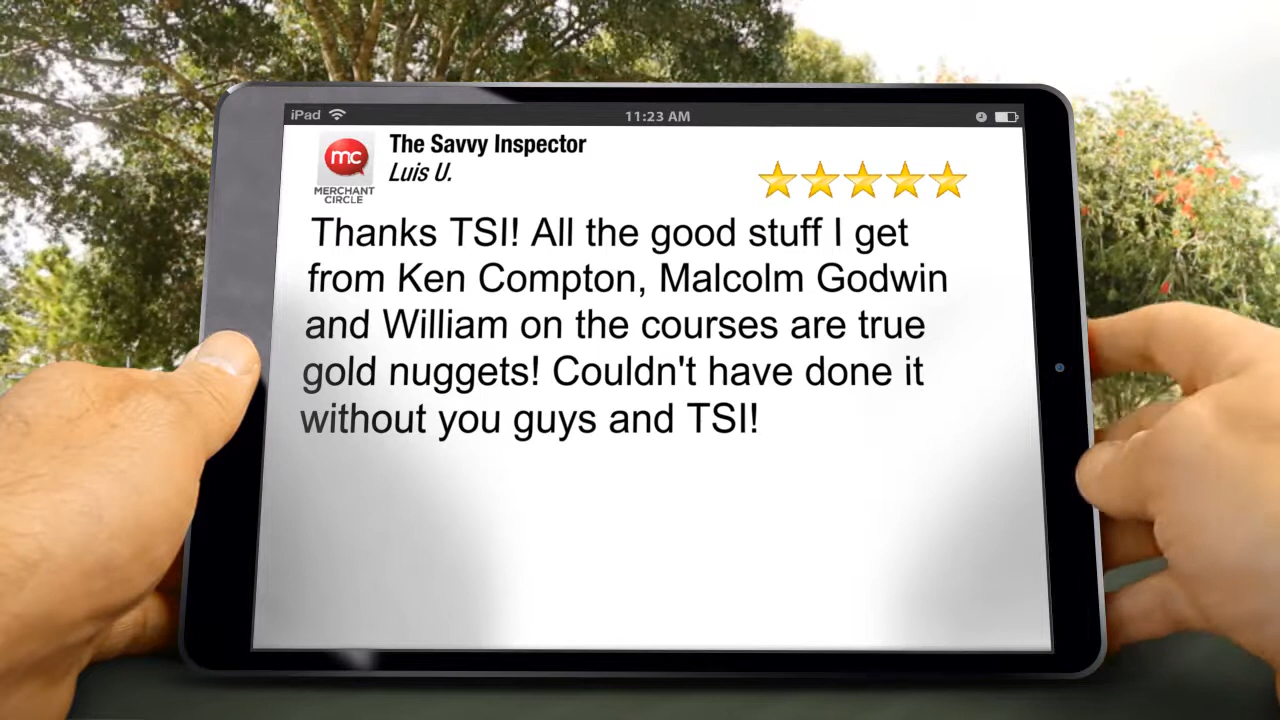 iPad 11:23 AM
mc
MERCHANT
CIRCLE
The Savvy Inspector
Luis U.
Thanks TSI! All the good stuff I get
from Ken Compton, Malcolm Godwin
and William on the courses are true
gold nuggets! Couldn't have done it
without you guys and TSI!